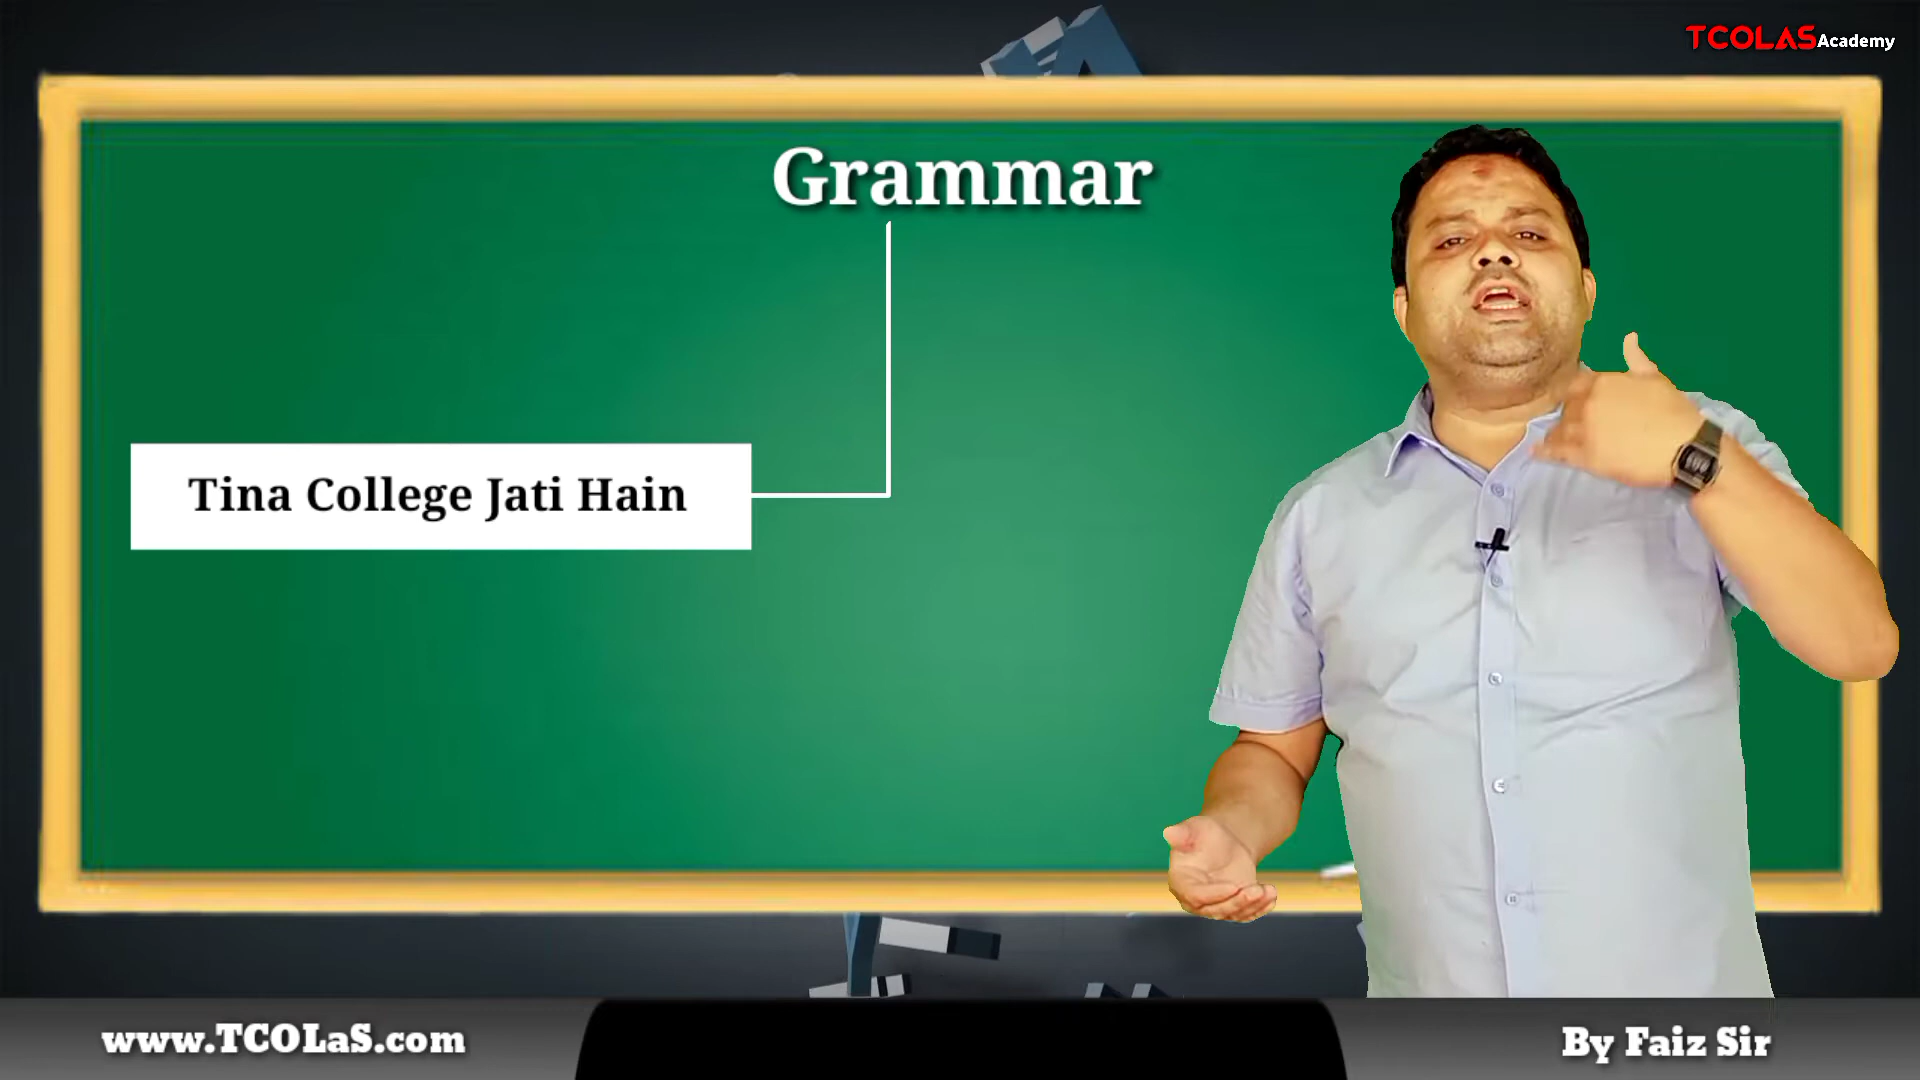 TCOLAS Academy
Grammar
Tina College Jati Hain
www.TCOLaS.com
By Faiz Sir